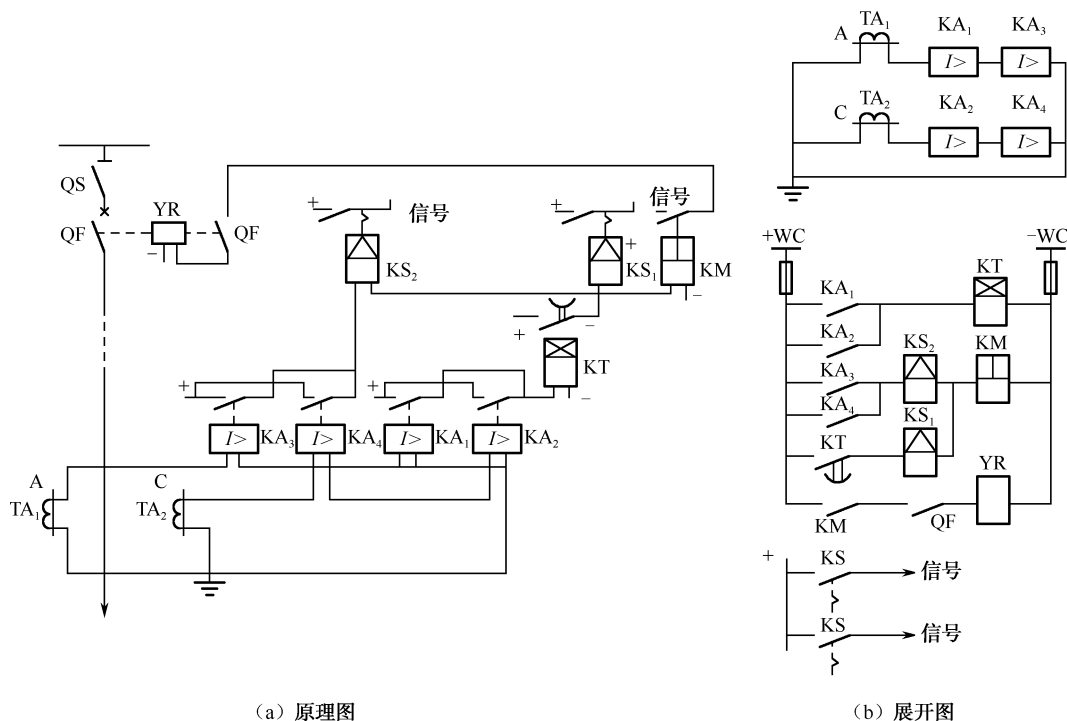 QS
QF
YR
−
QF
+
信号
KS₂
+
信号
+
KS₁
KM
−
+
−
KT
−
+
+
I>
KA₃
I>
KA₄
I>
KA₁
I>
KA₂
A
TA₁
C
TA₂
(a) 原理图
A
TA₁
KA₁
KA₃
I>
I>
C
TA₂
KA₂
KA₄
I>
I>
+WC
−WC
KA₁
KT
KA₂
KS₂
KM
KA₃
KA₄
KS₁
KT
YR
KM
QF
+
KS
信号
KS
信号
(b) 展开图